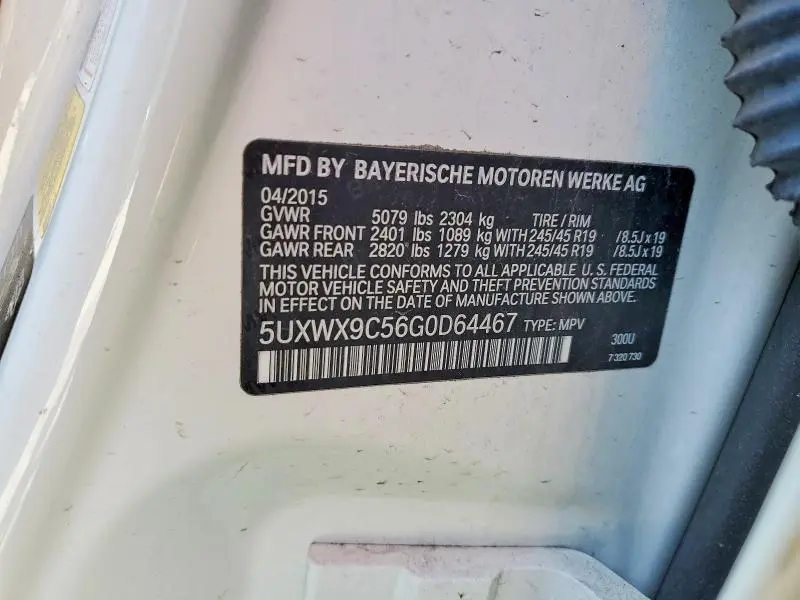 MFD BY BAYERISCHE MOTOREN WERKE AG
04/2015
GVWR 5079 lbs 2304 kg TIRE / RIM
GAWR FRONT 2401 lbs 1089 kg WITH 245/45 R19 /8.5J x 19
GAWR REAR 2820 lbs 1279 kg WITH 245/45 R19 /8.5J x 19
THIS VEHICLE CONFORMS TO ALL APPLICABLE U.S. FEDERAL
MOTOR VEHICLE SAFETY AND THEFT PREVENTION STANDARDS
IN EFFECT ON THE DATE OF MANUFACTURE SHOWN ABOVE.
5UXWX9C56G0D64467 TYPE: MPV
300U
7 320 730